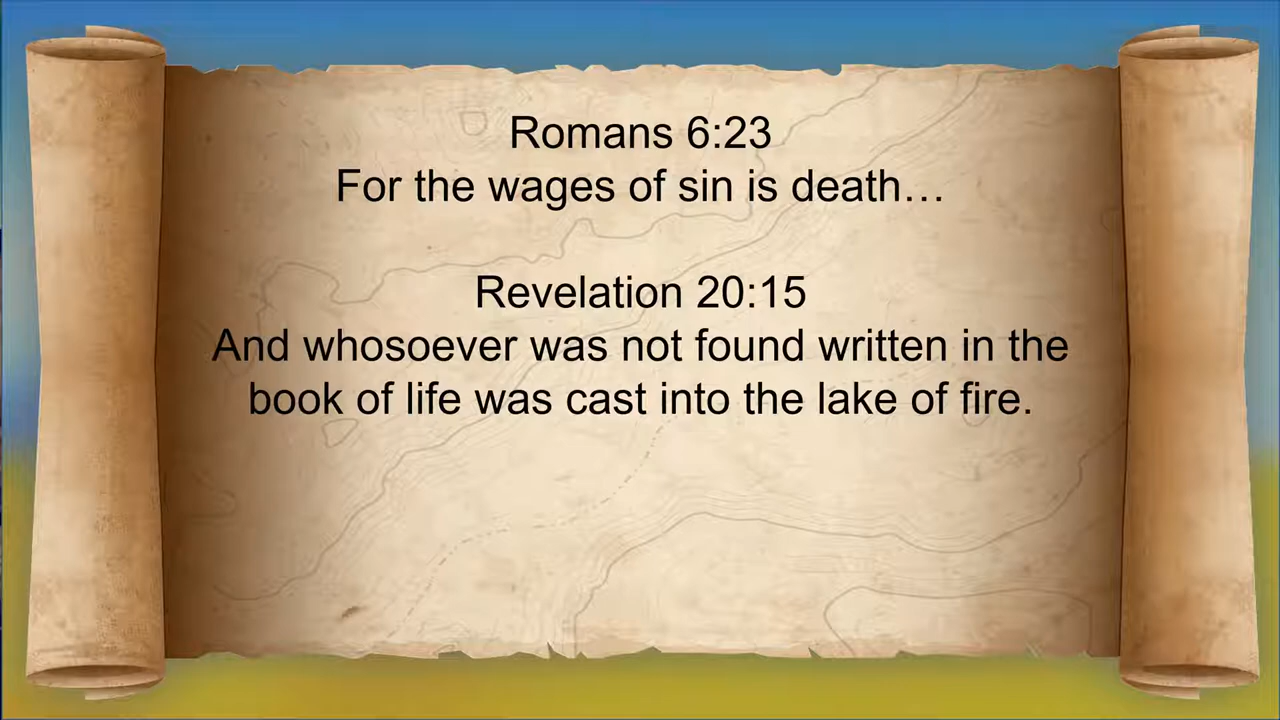 Romans 6:23
For the wages of sin is death…
Revelation 20:15
And whosoever was not found written in the
book of life was cast into the lake of fire.